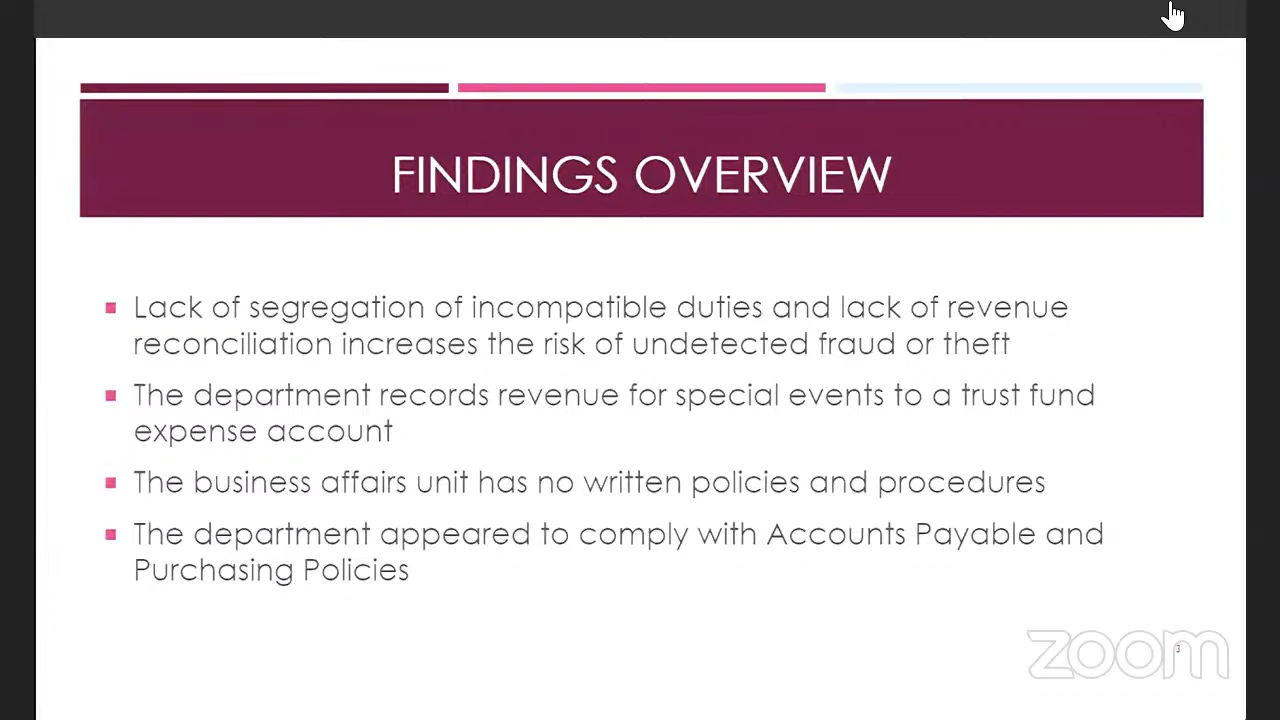 FINDINGS OVERVIEW
Lack of segregation of incompatible duties and lack of revenue
reconciliation increases the risk of undetected fraud or theft
The department records revenue for special events to a trust fund
expense account
The business affairs unit has no written policies and procedures
The department appeared to comply with Accounts Payable and
Purchasing Policies
zoom
3